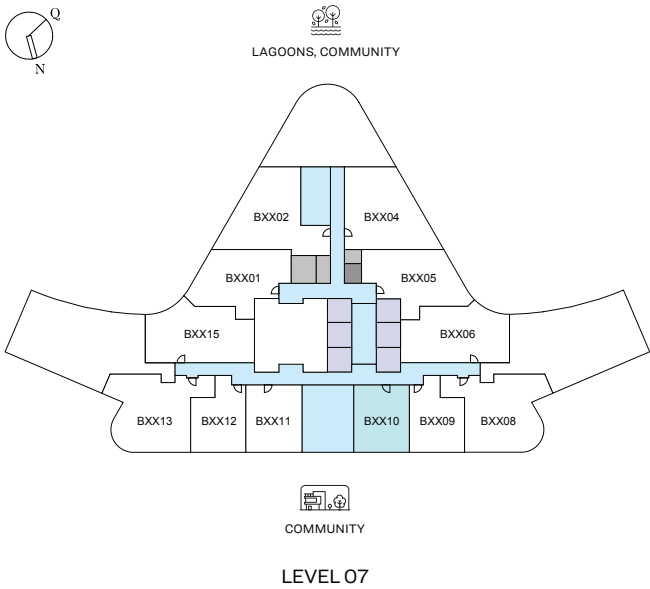 Q
N
LAGOONS, COMMUNITY
BXX02
BXX04
BXX01
BXX05
BXX15
BXX06
BXX13
BXX12
BXX11
BXX10
BXX09
BXX08
COMMUNITY
LEVEL 07